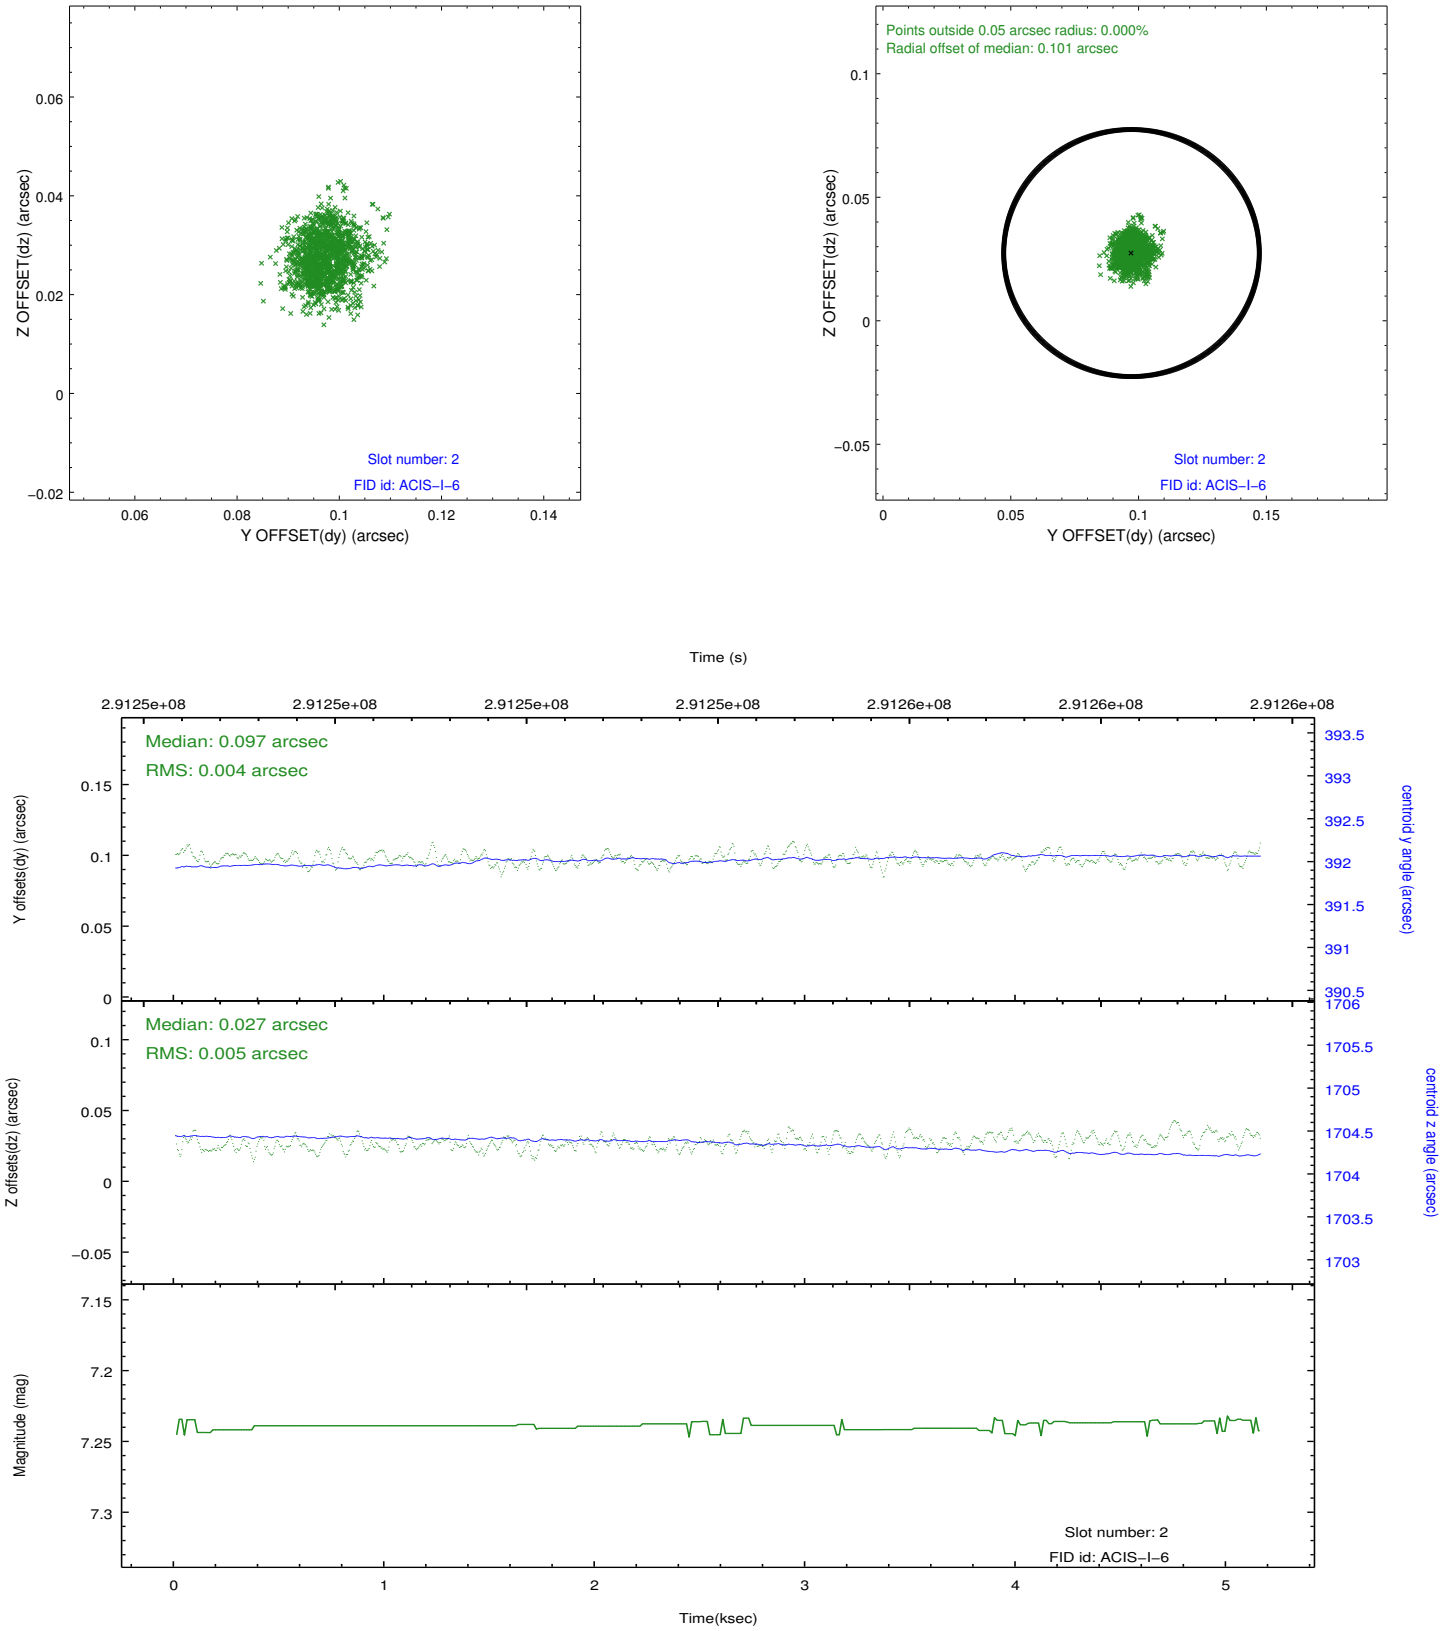 0.06
0.04
0.02
0
−0.02
Z OFFSET(dz) (arcsec)
Slot number: 2
FID id: ACIS−I−6
0.06 0.08 0.1 0.12 0.14
Y OFFSET(dy) (arcsec)
Points outside 0.05 arcsec radius: 0.000%
Radial offset of median: 0.101 arcsec
0.1
0.05
0
−0.05
Z OFFSET(dz) (arcsec)
Slot number: 2
FID id: ACIS−I−6
0 0.05 0.1 0.15
Y OFFSET(dy) (arcsec)
Time (s)
2.9125e+08 2.9125e+08 2.9125e+08 2.9125e+08 2.9126e+08 2.9126e+08 2.9126e+08
Median: 0.097 arcsec
RMS: 0.004 arcsec
0.15
0.1
0.05
0
Y offsets(dy) (arcsec)
393.5
393
392.5
392
391.5
391
390.5
centroid y angle (arcsec)
Median: 0.027 arcsec
RMS: 0.005 arcsec
0.1
0.05
0
−0.05
Z offsets(dz) (arcsec)
1706
1705.5
1705
1704.5
1704
1703.5
1703
centroid z angle (arcsec)
7.15
7.2
7.25
7.3
Magnitude (mag)
Slot number: 2
FID id: ACIS−I−6
0 1 2 3 4 5
Time(ksec)